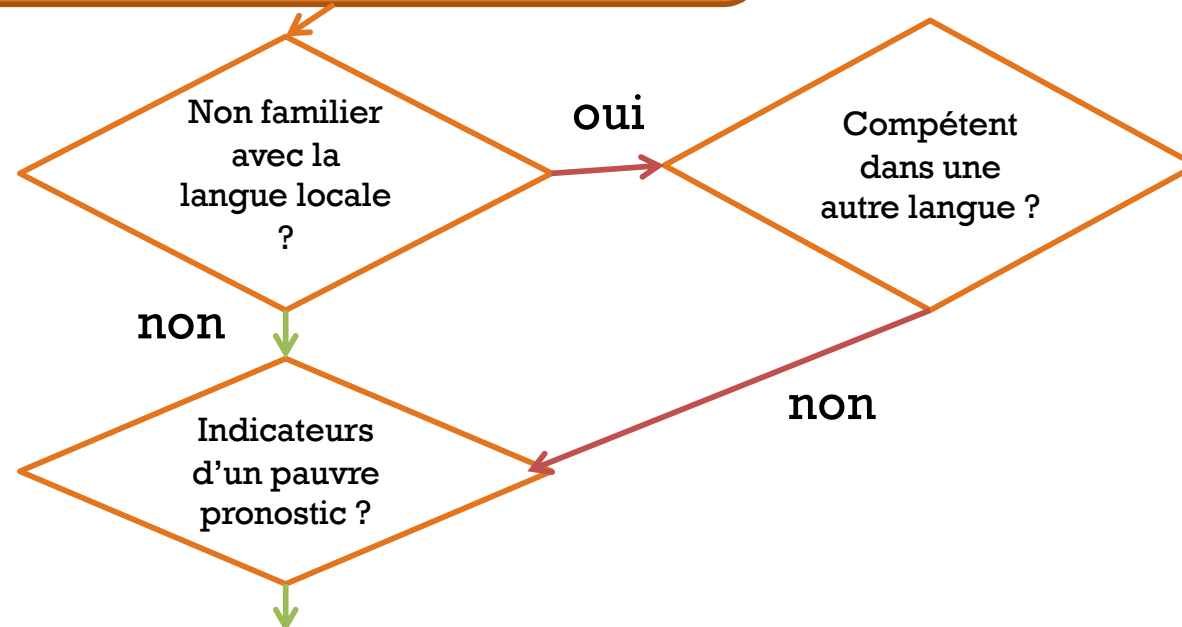 Non familier
avec la
langue locale
?
oui
Compétent
dans une
autre langue ?
non
non
Indicateurs
d’un pauvre
pronostic ?